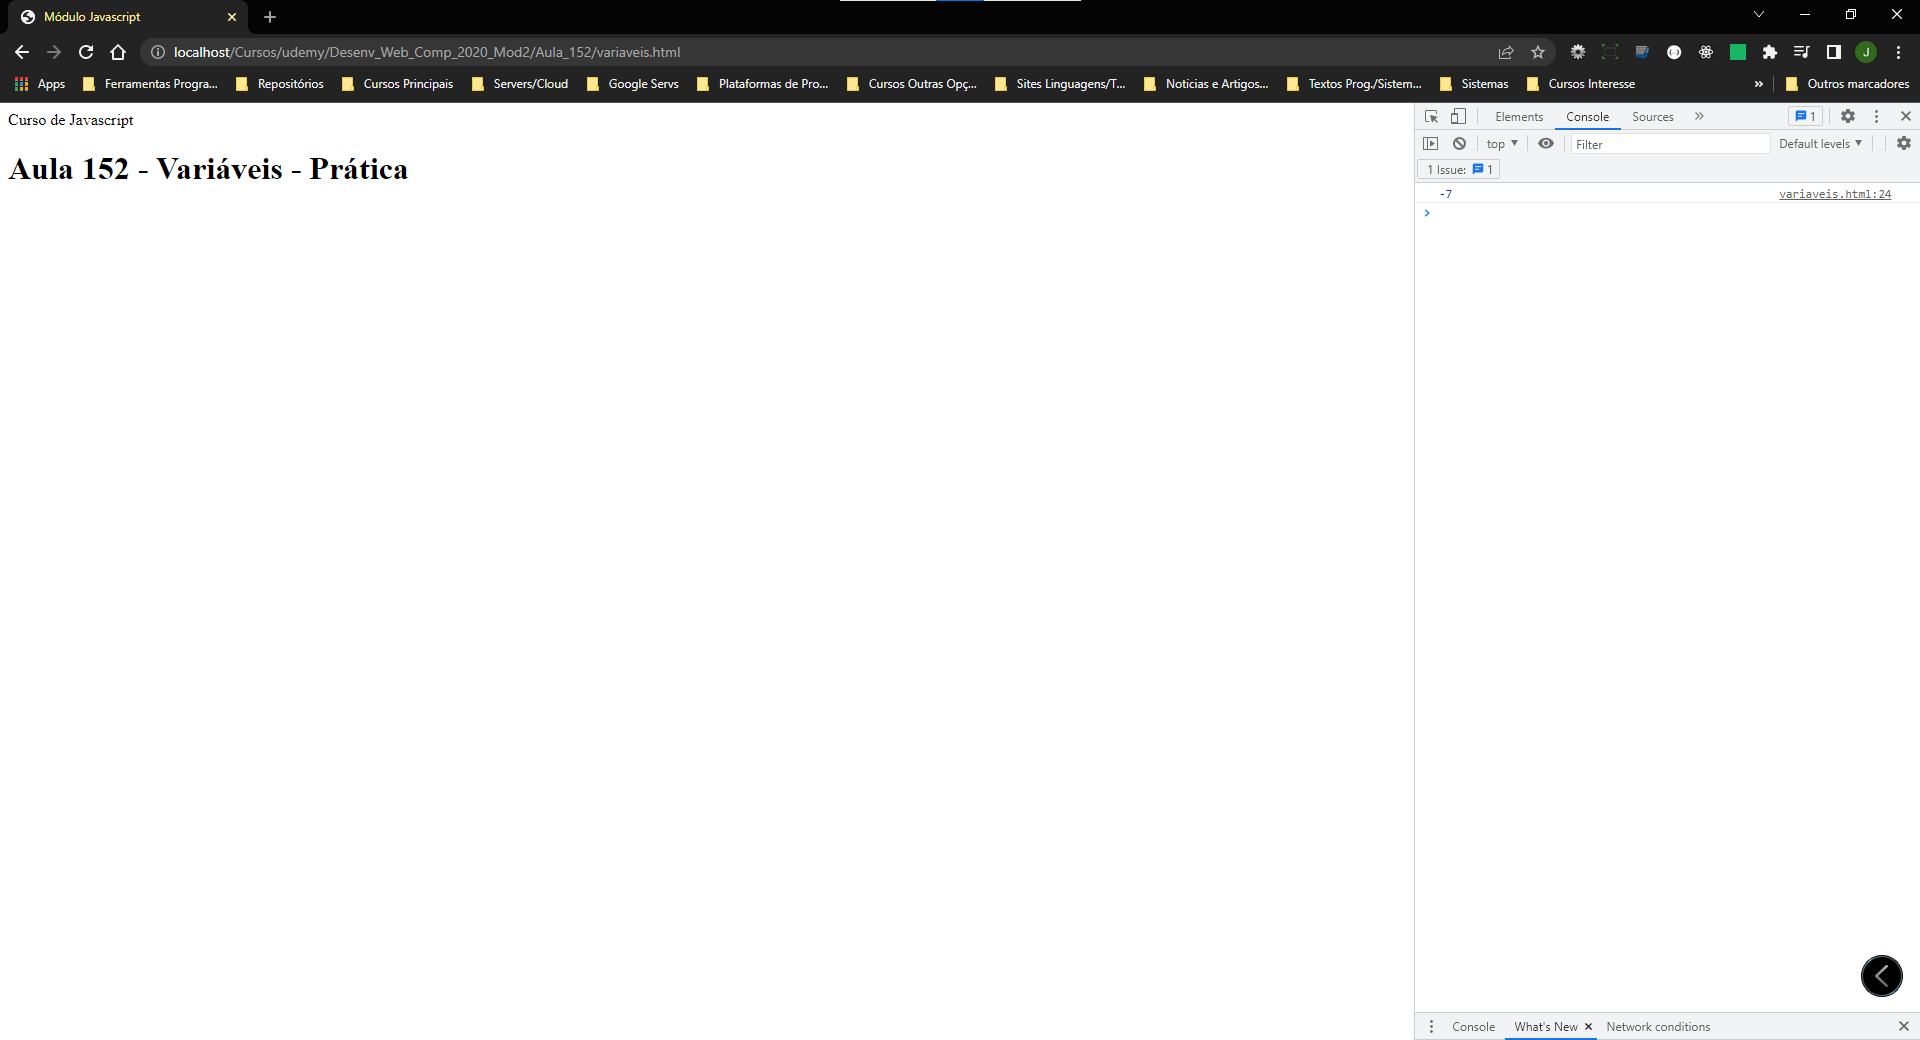 Módulo Javascript
localhost/Cursos/udemy/Desenv_Web_Comp_2020_Mod2/Aula_152/variaveis.html
J
Apps Ferramentas Progra... Repositórios Cursos Principais Servers/Cloud Google Servs Plataformas de Pro... Cursos Outras Opç... Sites Linguagens/T... Noticias e Artigos... Textos Prog./Sistem... Sistemas Cursos Interesse » Outros marcadores
Curso de Javascript
Aula 152 - Variáveis - Prática
Elements Console Sources » 1
top Filter Default levels
1 Issue: 1
-7 variaveis.html:24
Console What's New Network conditions